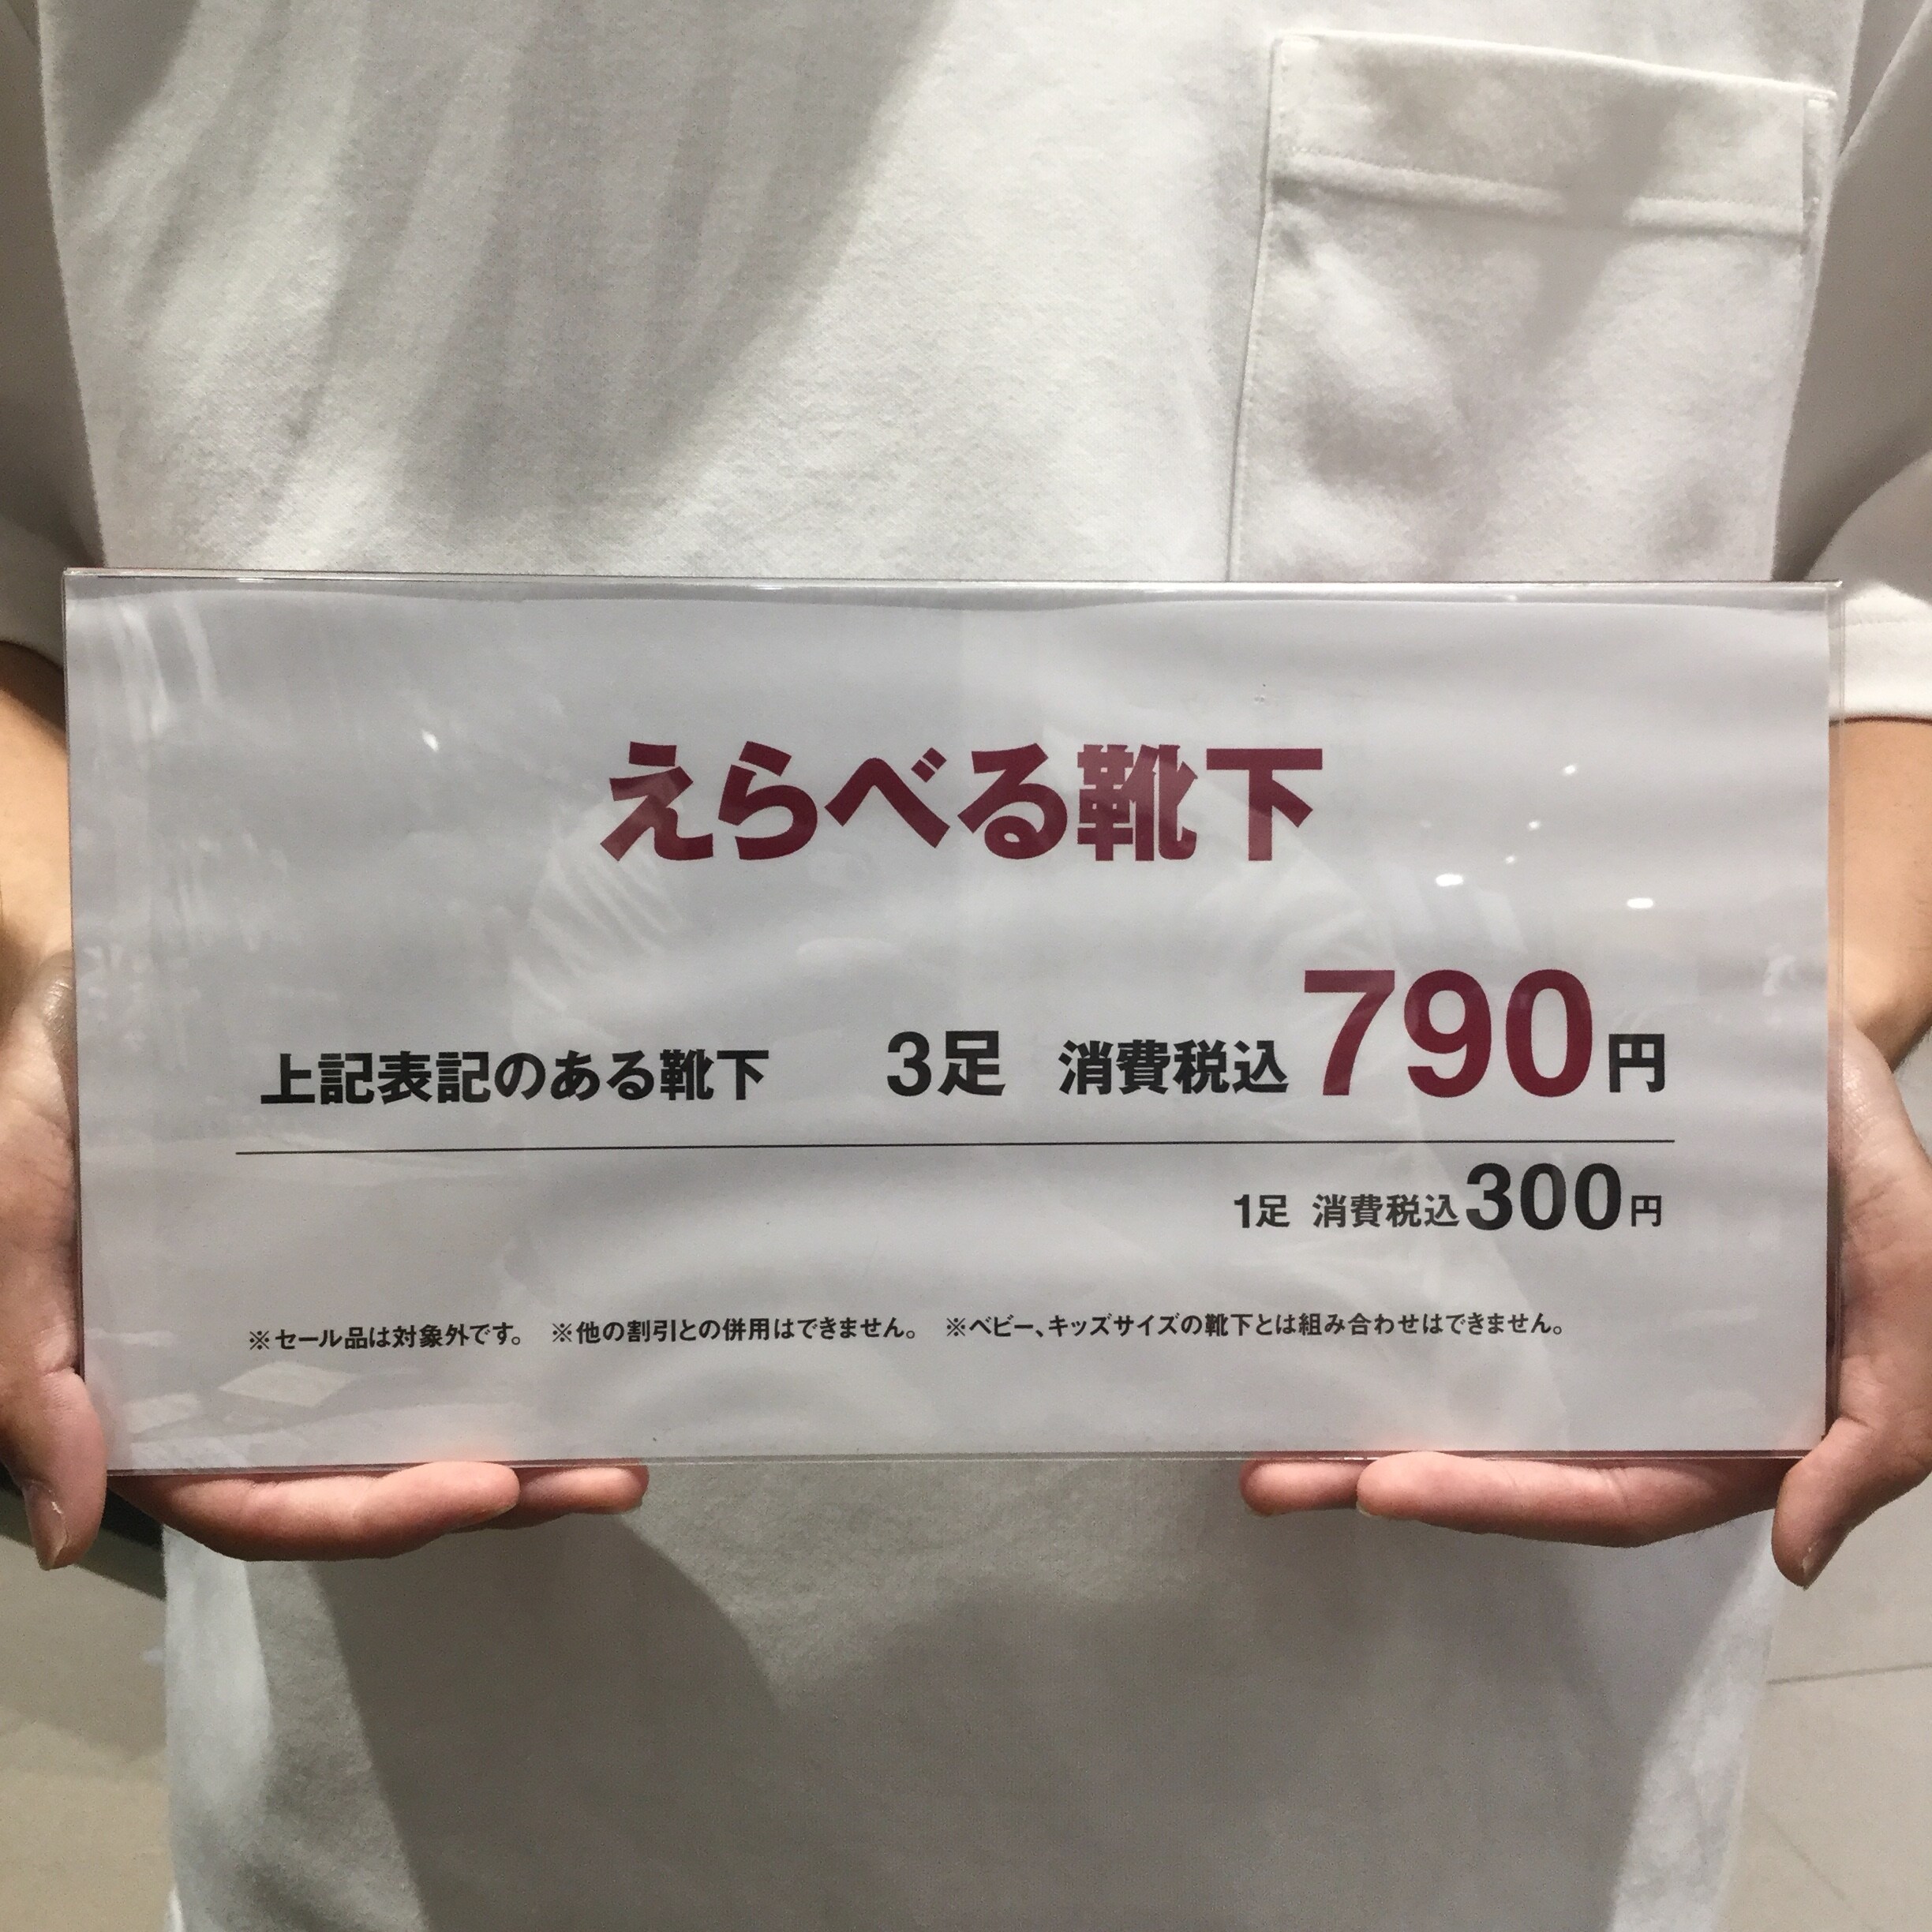 えらべる靴下
上記表記のある靴下 3足 消費税込790円
1足 消費税込300円
※セール品は対象外です。 ※他の割引との併用はできません。 ※ベビー、キッズサイズの靴下とは組み合わせはできません。